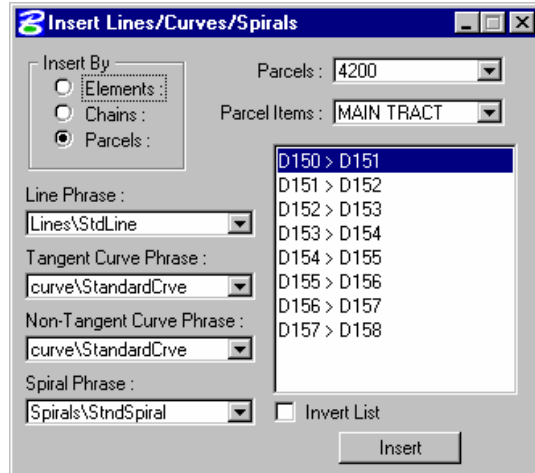 Insert Lines/Curves/Spirals
Insert By
Elements :
Chains :
Parcels :
Parcels : 4200
Parcel Items : MAIN TRACT
Line Phrase :
Lines\StdLine
Tangent Curve Phrase :
curve\StandardCrve
Non-Tangent Curve Phrase :
curve\StandardCrve
Spiral Phrase :
Spirals\StndSpiral
D150 > D151
D151 > D152
D152 > D153
D153 > D154
D154 > D155
D155 > D156
D156 > D157
D157 > D158
Invert List
Insert